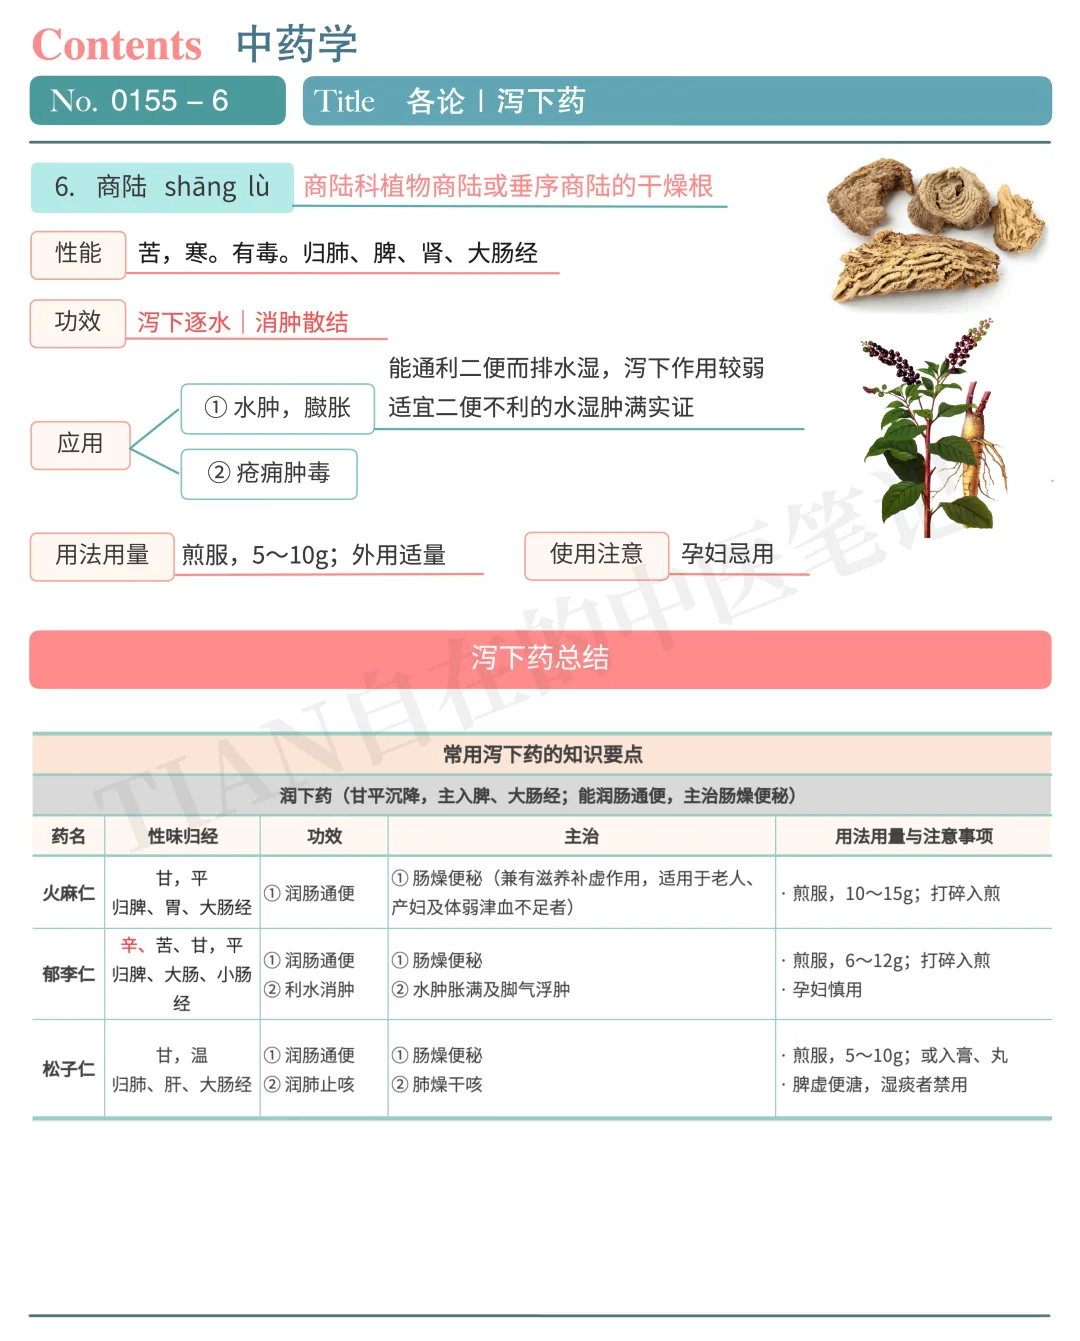 Contents 中药学
No. 0155 – 6
Title 各论 | 泻下药
6. 商陆 shāng lù
商陆科植物商陆或垂序商陆的干燥根
性能
苦，寒。有毒。归肺、脾、肾、大肠经
功效
泻下逐水｜消肿散结
应用
① 水肿，臌胀
能通利二便而排水湿，泻下作用较弱
适宜二便不利的水湿肿满实证
② 疮痈肿毒
用法用量
煎服，5～10g；外用适量
使用注意
孕妇忌用
TIAN自在的中医笔记
泻下药总结
常用泻下药的知识要点
润下药（甘平沉降，主入脾、大肠经；能润肠通便，主治肠燥便秘）
药名 性味归经 功效 主治 用法用量与注意事项
火麻仁
甘，平
归脾、胃、大肠经
① 润肠通便
① 肠燥便秘（兼有滋养补虚作用，适用于老人、
产妇及体弱津血不足者）
· 煎服，10～15g；打碎入煎
郁李仁
辛、苦、甘，平
归脾、大肠、小肠
经
① 润肠通便
② 利水消肿
① 肠燥便秘
② 水肿胀满及脚气浮肿
· 煎服，6～12g；打碎入煎
· 孕妇慎用
松子仁
甘，温
归肺、肝、大肠经
① 润肠通便
② 润肺止咳
① 肠燥便秘
② 肺燥干咳
· 煎服，5～10g；或入膏、丸
· 脾虚便溏，湿痰者禁用